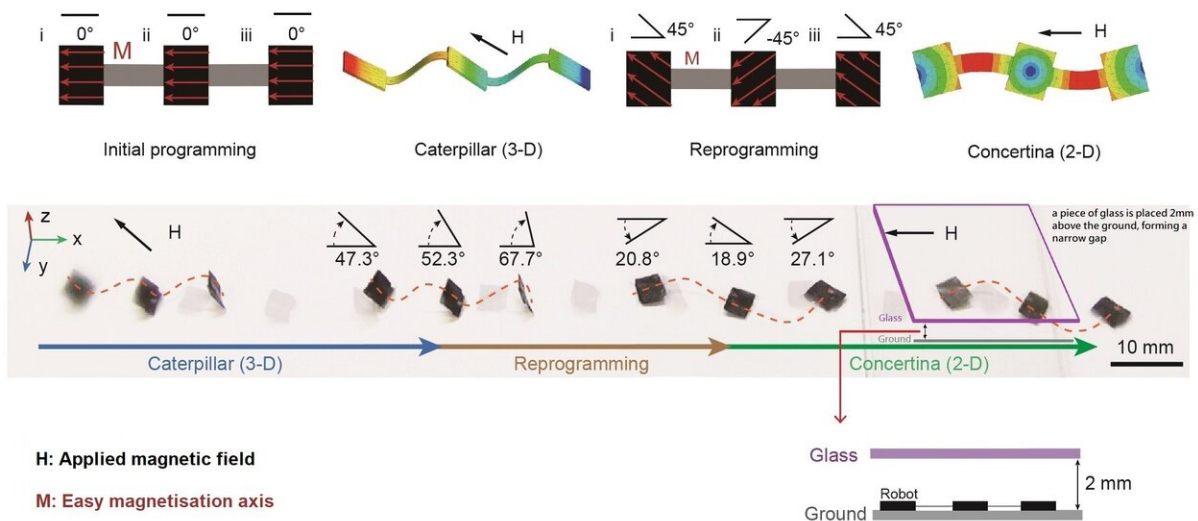 i 0° M ii 0° iii 0°
H
i 45° M ii -45° iii 45°
H
Initial programming
Caterpillar (3-D)
Reprogramming
Concertina (2-D)
z
x
y
H
47.3° 52.3° 67.7°
20.8° 18.9° 27.1°
H
a piece of glass is placed 2mm
above the ground, forming a
narrow gap
Glass
Ground
Caterpillar (3-D)
Reprogramming
Concertina (2-D)
10 mm
H: Applied magnetic field
M: Easy magnetisation axis
Glass
2 mm
Robot
Ground